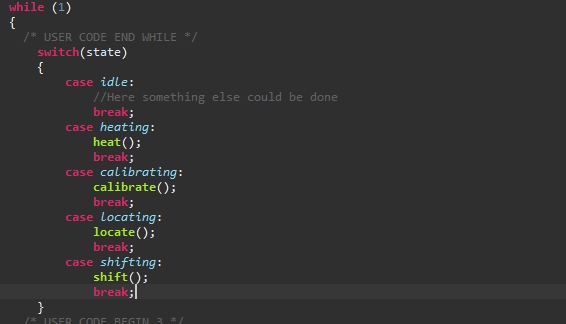 while (1)
{
/* USER CODE END WHILE */
switch(state)
{
case idle:
//Here something else could be done
break;
case heating:
heat();
break;
case calibrating:
calibrate();
break;
case locating:
locate();
break;
case shifting:
shift();
break;
}
/* USER CODE BEGIN 3 */